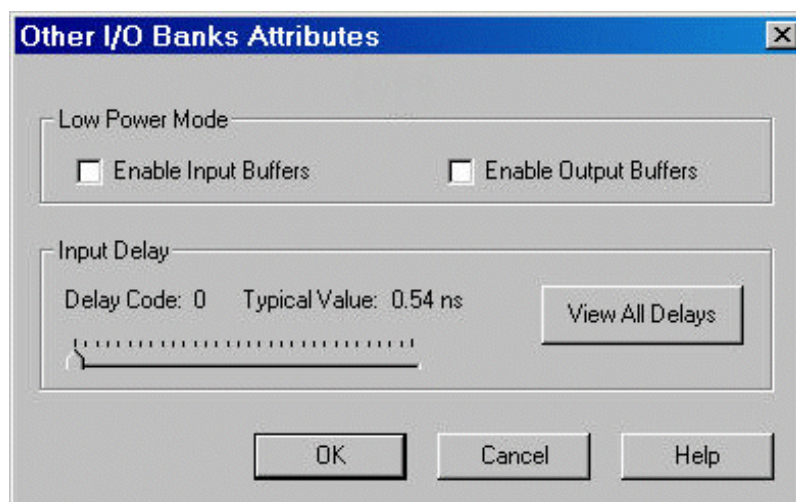 Other I/O Banks Attributes
Low Power Mode
Enable Input Buffers
Enable Output Buffers
Input Delay
Delay Code: 0 Typical Value: 0.54 ns
View All Delays
OK
Cancel
Help